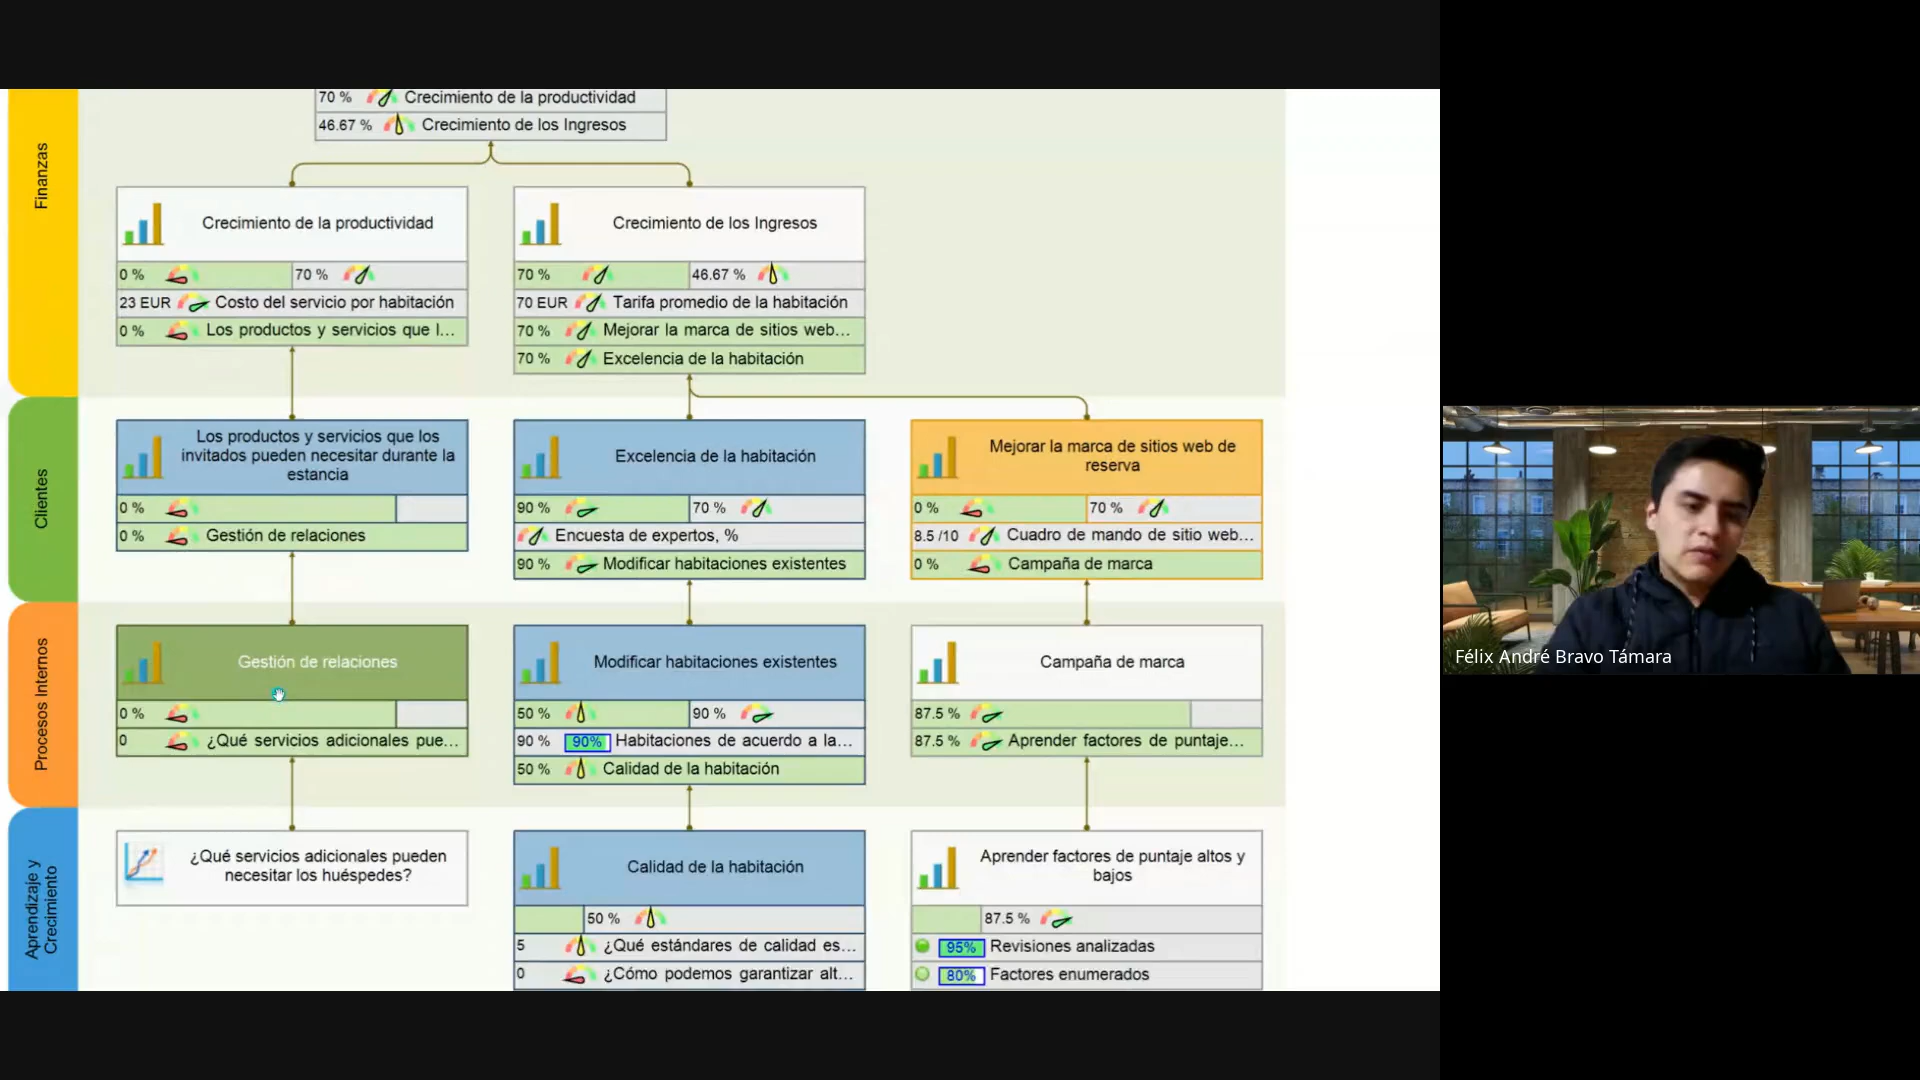 Finanzas
70 % Crecimiento de la productividad
46.67 % Crecimiento de los Ingresos
Crecimiento de la productividad
0 % 70 %
23 EUR Costo del servicio por habitación
0 % Los productos y servicios que l...
Crecimiento de los Ingresos
70 % 46.67 %
70 EUR Tarifa promedio de la habitación
70 % Mejorar la marca de sitios web...
70 % Excelencia de la habitación
Clientes
Los productos y servicios que los
invitados pueden necesitar durante la
estancia
0 %
0 % Gestión de relaciones
Excelencia de la habitación
90 % 70 %
Encuesta de expertos, %
90 % Modificar habitaciones existentes
Mejorar la marca de sitios web de
reserva
0 % 70 %
8.5 /10 Cuadro de mando de sitio web...
0 % Campaña de marca
Procesos Internos
Gestión de relaciones
0 %
0 ¿Qué servicios adicionales pue...
Modificar habitaciones existentes
50 % 90 %
90 % 90% Habitaciones de acuerdo a la...
50 % Calidad de la habitación
Campaña de marca
87.5 %
87.5 % Aprender factores de puntaje...
Aprendizaje y
Crecimiento
¿Qué servicios adicionales pueden
necesitar los huéspedes?
Calidad de la habitación
50 %
5 ¿Qué estándares de calidad es...
0 ¿Cómo podemos garantizar alt...
Aprender factores de puntaje altos y
bajos
87.5 %
95% Revisiones analizadas
80% Factores enumerados
Félix André Bravo Támara